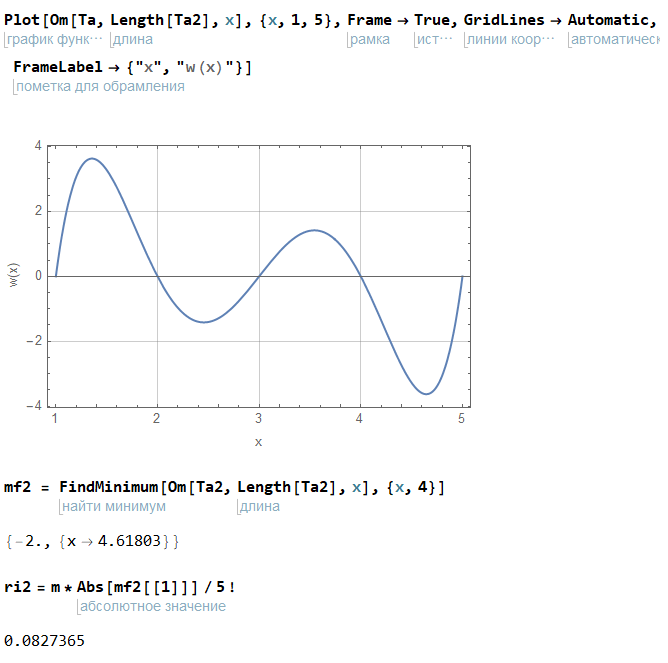 Plot[Om[Ta, Length[Ta2], x], {x, 1, 5}, Frame → True, GridLines → Automatic,
график функ⋯ длина рамка ист⋯ линии коор⋯ автоматичес
FrameLabel → {"x", "w(x)"}]
пометка для обрамления
4
2
0
-2
-4
w(x)
1 2 3 4 5
x
mf2 = FindMinimum[Om[Ta2, Length[Ta2], x], {x, 4}]
найти минимум длина
{-2., {x → 4.61803}}
ri2 = m * Abs[mf2[[1]]] / 5!
абсолютное значение
0.0827365